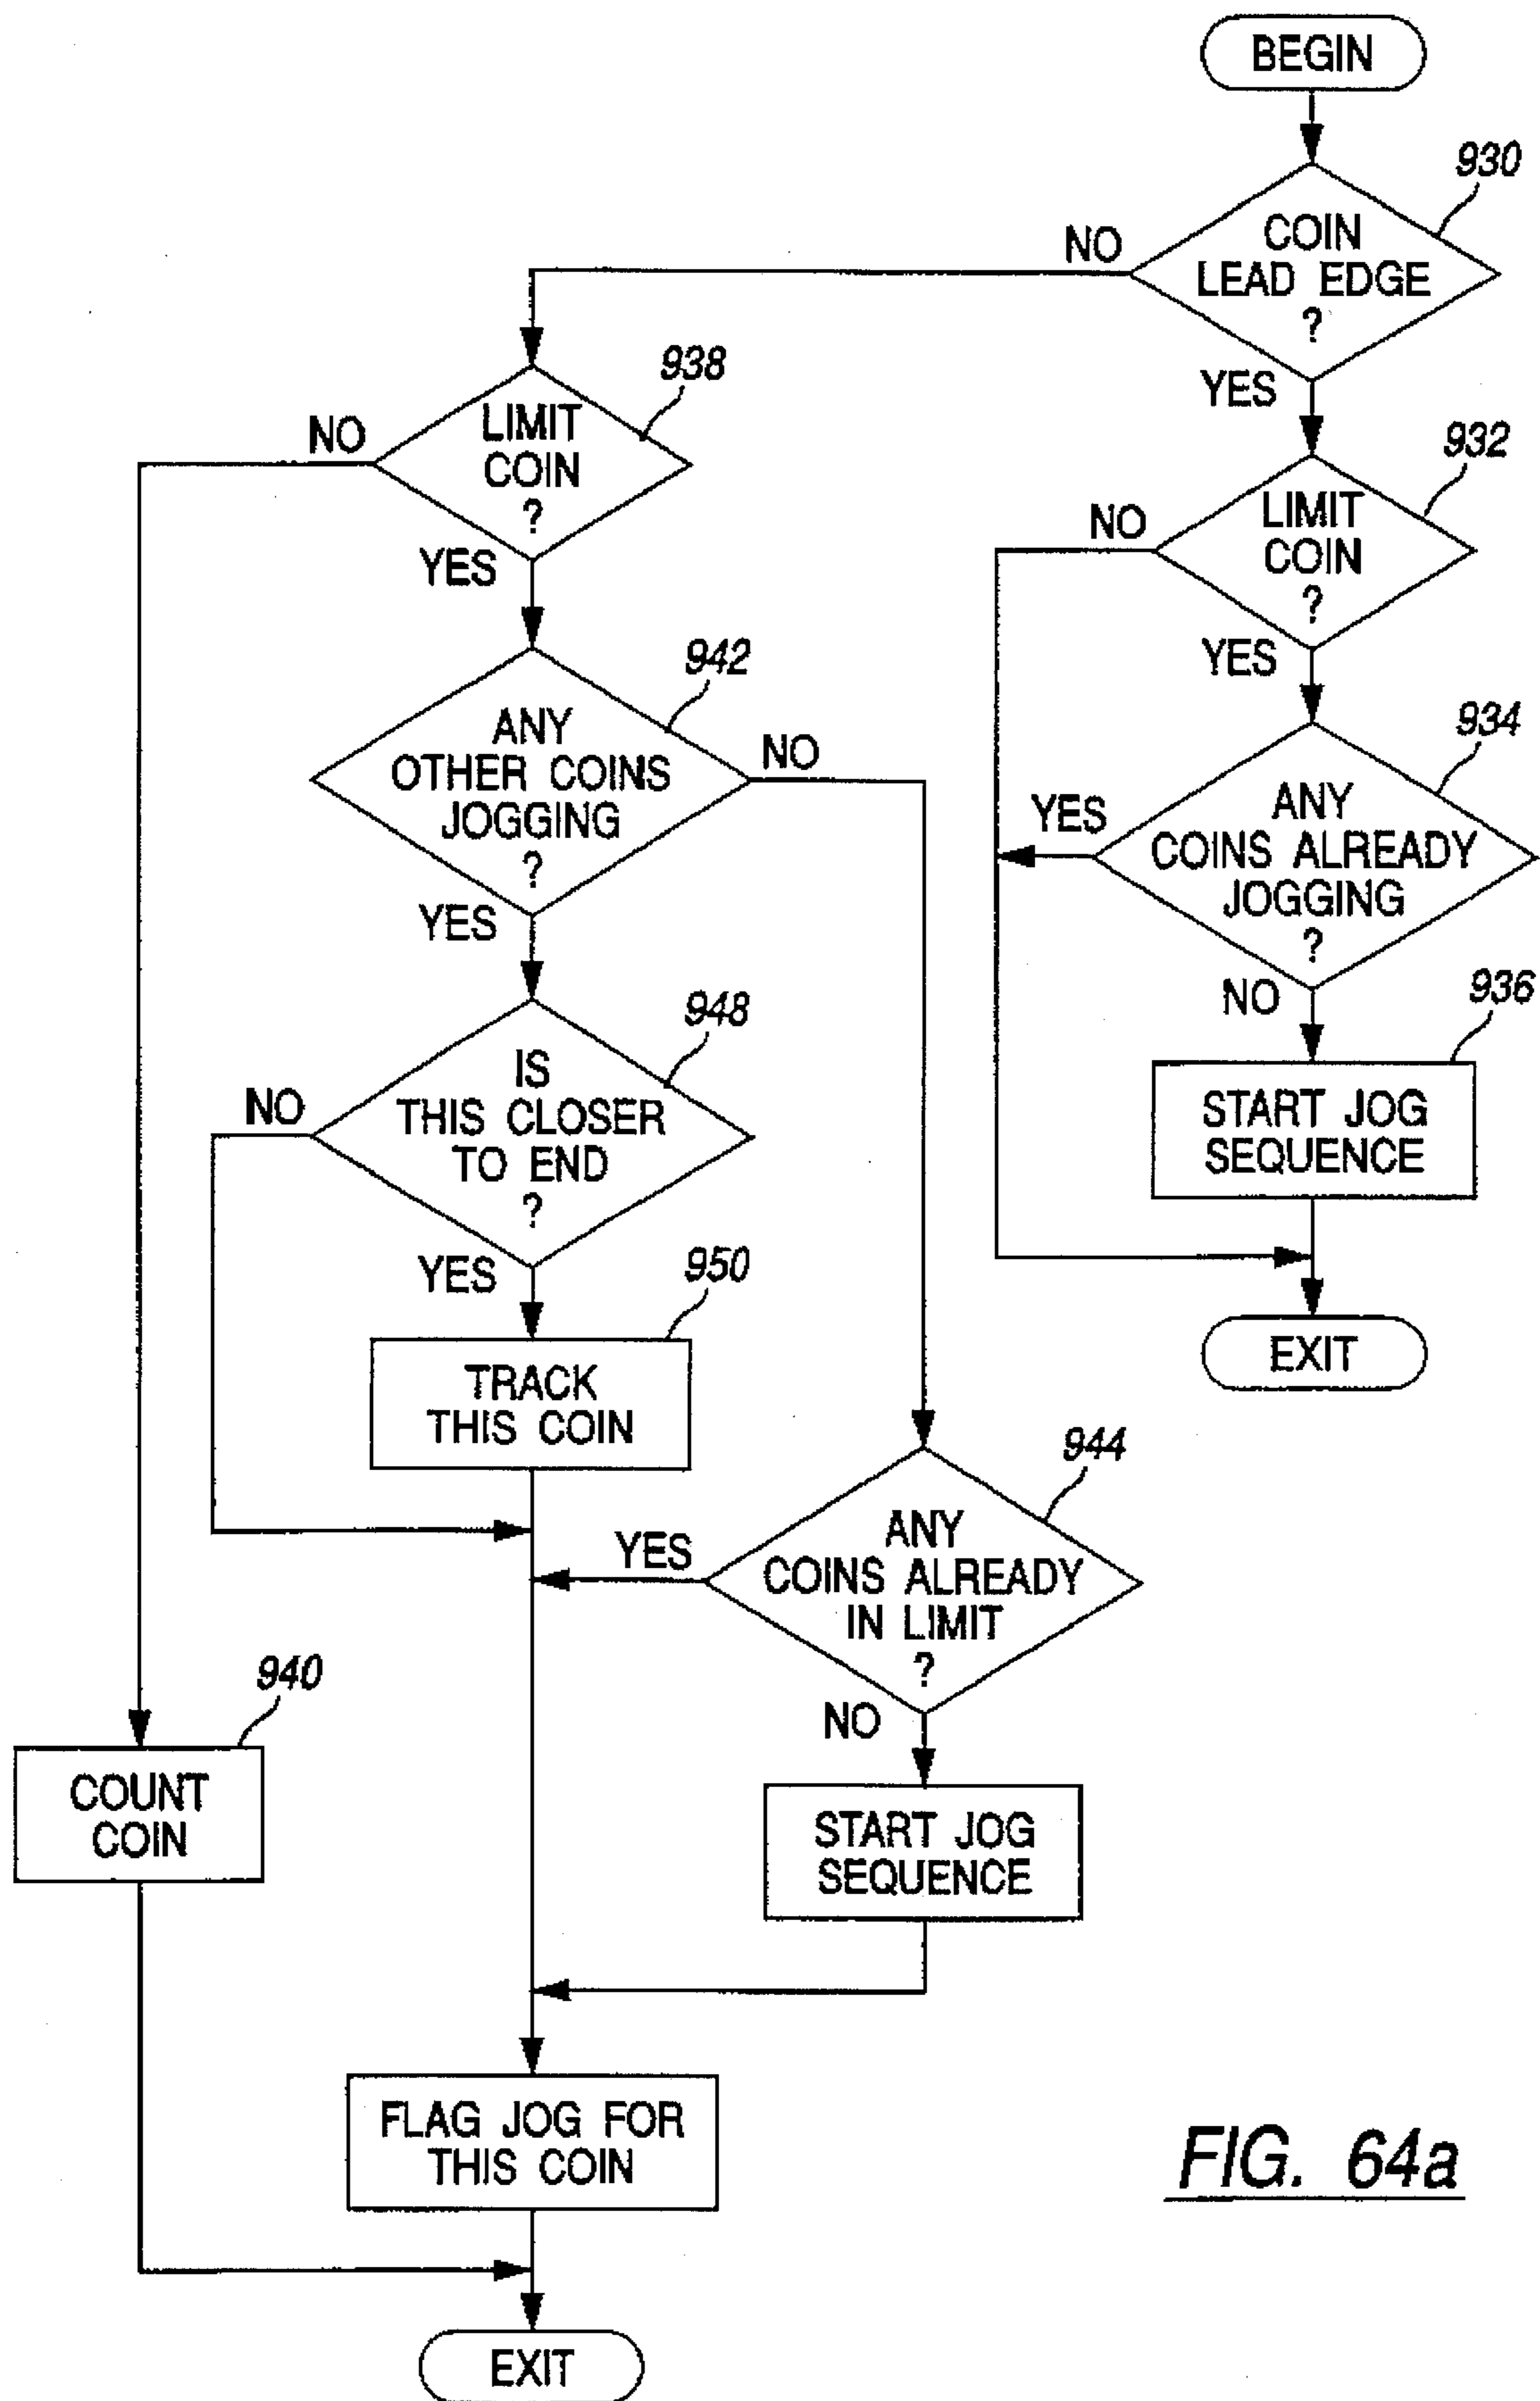 BEGIN
930
COIN
LEAD EDGE
?
NO
YES
938
LIMIT
COIN
?
NO
YES
932
LIMIT
COIN
?
NO
YES
942
ANY
OTHER COINS
JOGGING
?
NO
YES
934
ANY
COINS ALREADY
JOGGING
?
YES
NO
936
START JOG
SEQUENCE
EXIT
948
IS
THIS CLOSER
TO END
?
NO
YES
950
TRACK
THIS COIN
944
ANY
COINS ALREADY
IN LIMIT
?
YES
NO
START JOG
SEQUENCE
940
COUNT
COIN
FLAG JOG FOR
THIS COIN
EXIT
FIG. 64a